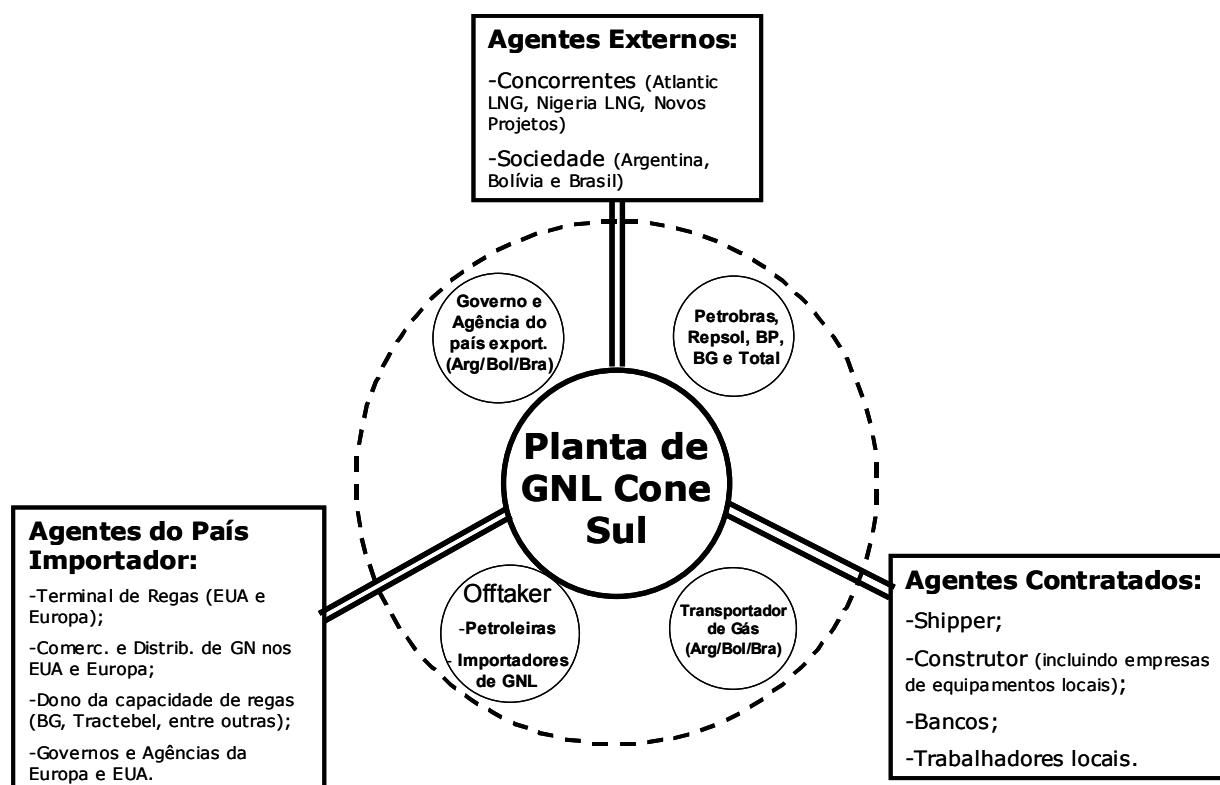 Agentes Externos:
-Concorrentes (Atlantic
LNG, Nigeria LNG, Novos
Projetos)
-Sociedade (Argentina,
Bolívia e Brasil)
Governo e
Agência do
país export.
(Arg/Bol/Bra)
Petrobras,
Repsol, BP,
BG e Total
Planta de
GNL Cone
Sul
Agentes do País
Importador:
-Terminal de Regas (EUA e
Europa);
-Comerc. e Distrib. de GN nos
EUA e Europa;
-Dono da capacidade de regas
(BG, Tractebel, entre outras);
-Governos e Agências da
Europa e EUA.
Offtaker
-Petroleiras
- Importadores
de GNL
Transportador
de Gás
(Arg/Bol/Bra)
Agentes Contratados:
-Shipper;
-Construtor (incluindo empresas
de equipamentos locais);
-Bancos;
-Trabalhadores locais.